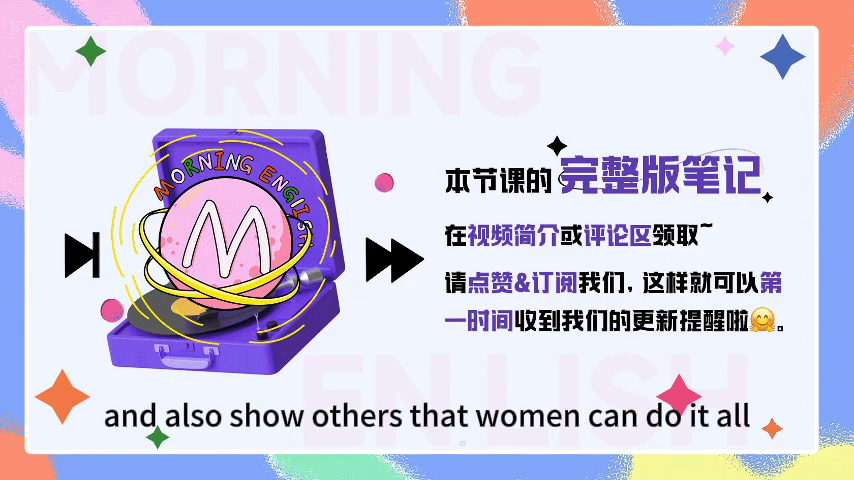 MORNING
MORNING ENGLISH
M
本节课的 完整版笔记
在视频简介或评论区领取~
请点赞&订阅我们，这样就可以第
一时间收到我们的更新提醒啦🤗。
EN LISH
and also show others that women can do it all